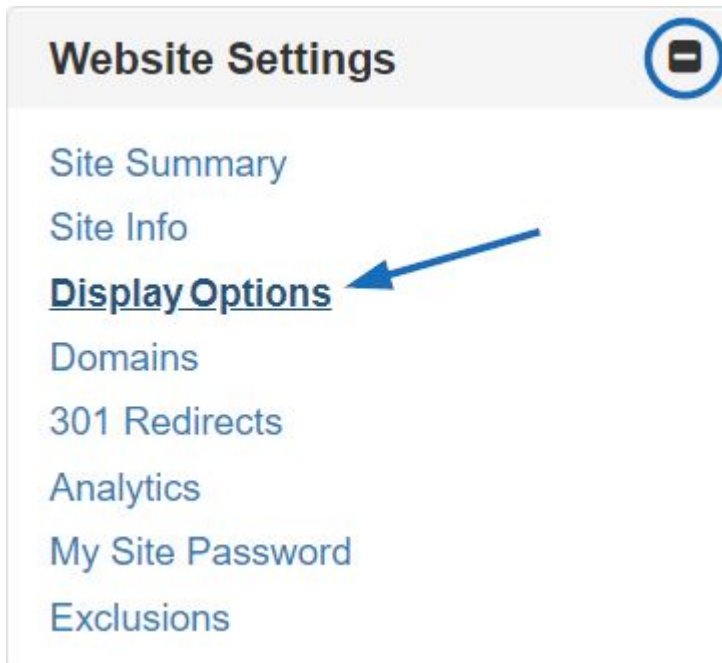 Website Settings
Site Summary
Site Info
Display Options
Domains
301 Redirects
Analytics
My Site Password
Exclusions